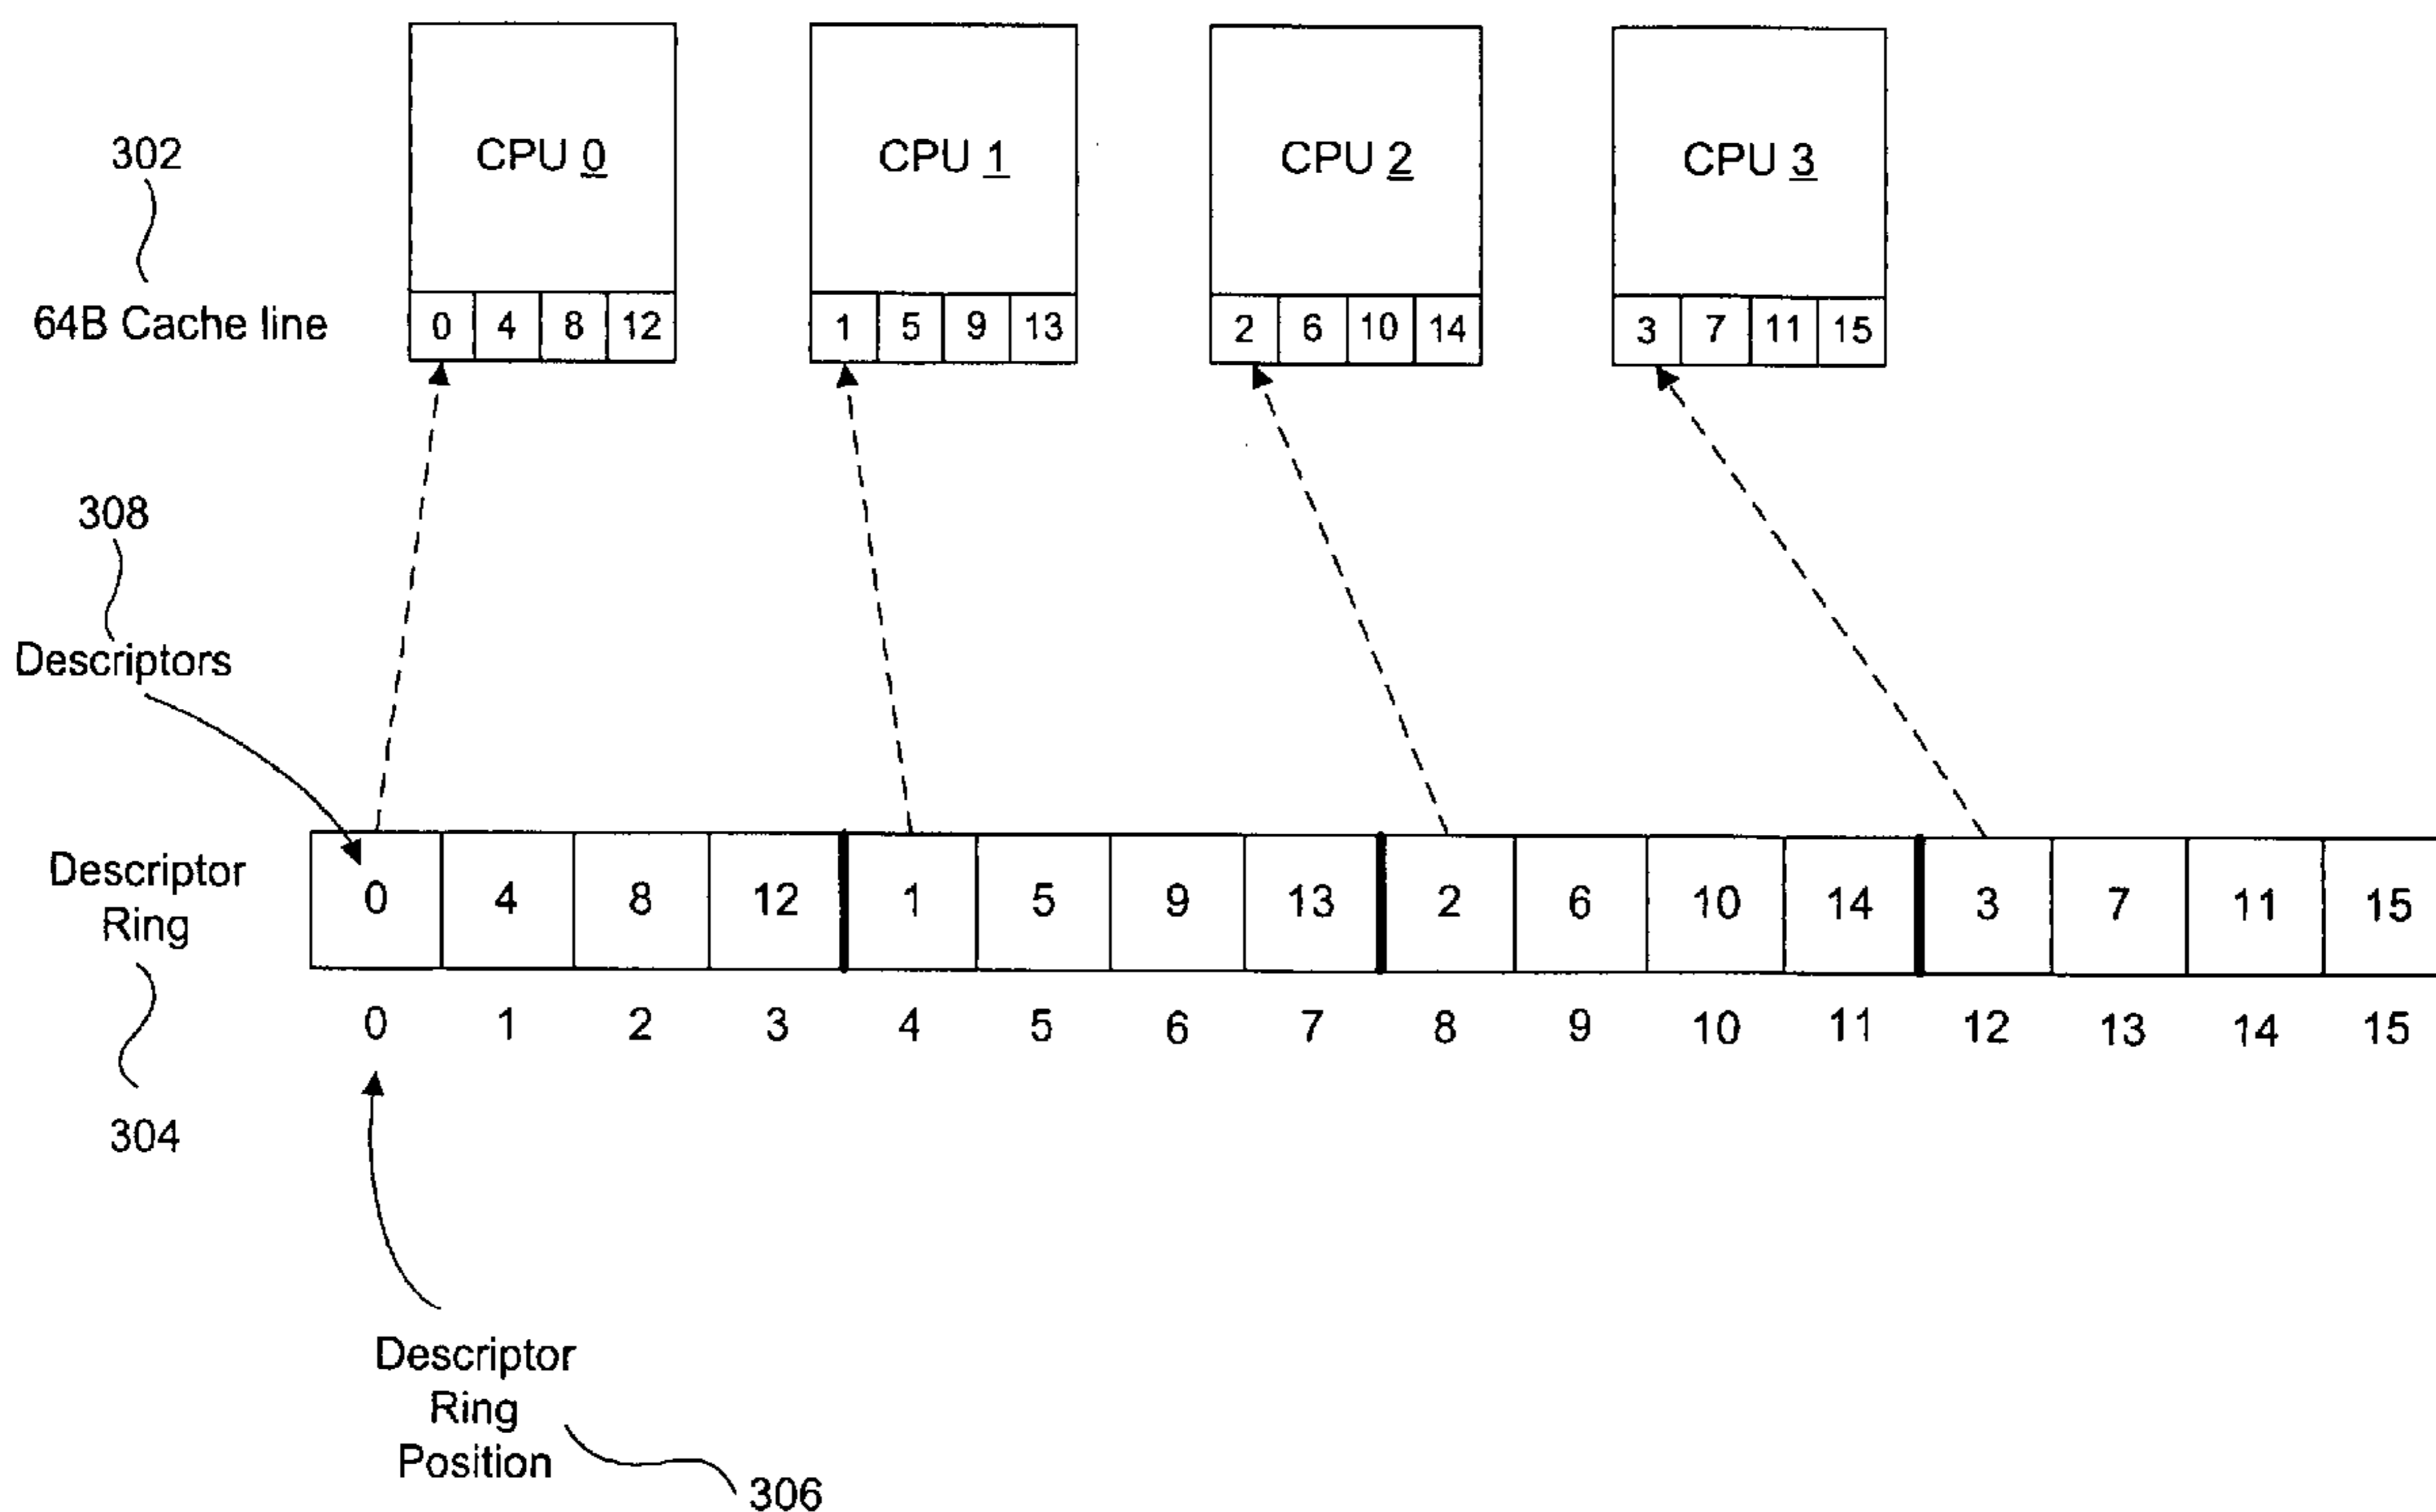 CPU 0
CPU 1
CPU 2
CPU 3
302
64B Cache line
0 4 8 12
1 5 9 13
2 6 10 14
3 7 11 15
308
Descriptors
Descriptor
Ring
0 4 8 12 1 5 9 13 2 6 10 14 3 7 11 15
0 1 2 3 4 5 6 7 8 9 10 11 12 13 14 15
304
Descriptor
Ring
Position
306